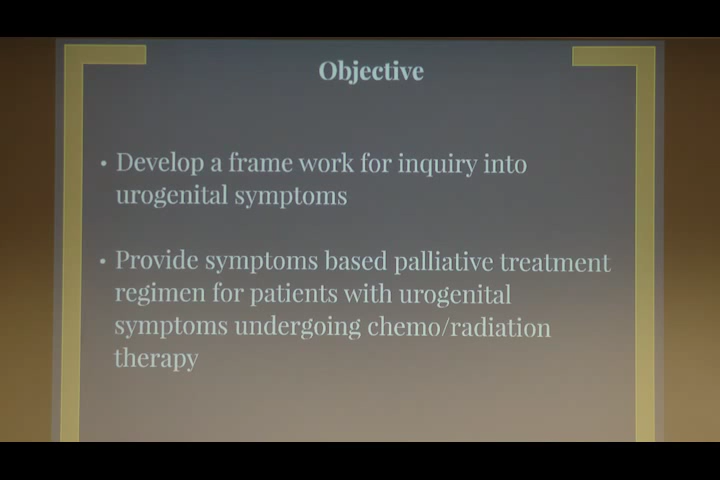 Objective
• Develop a frame work for inquiry into
urogenital symptoms
• Provide symptoms based palliative treatment
regimen for patients with urogenital
symptoms undergoing chemo/radiation
therapy